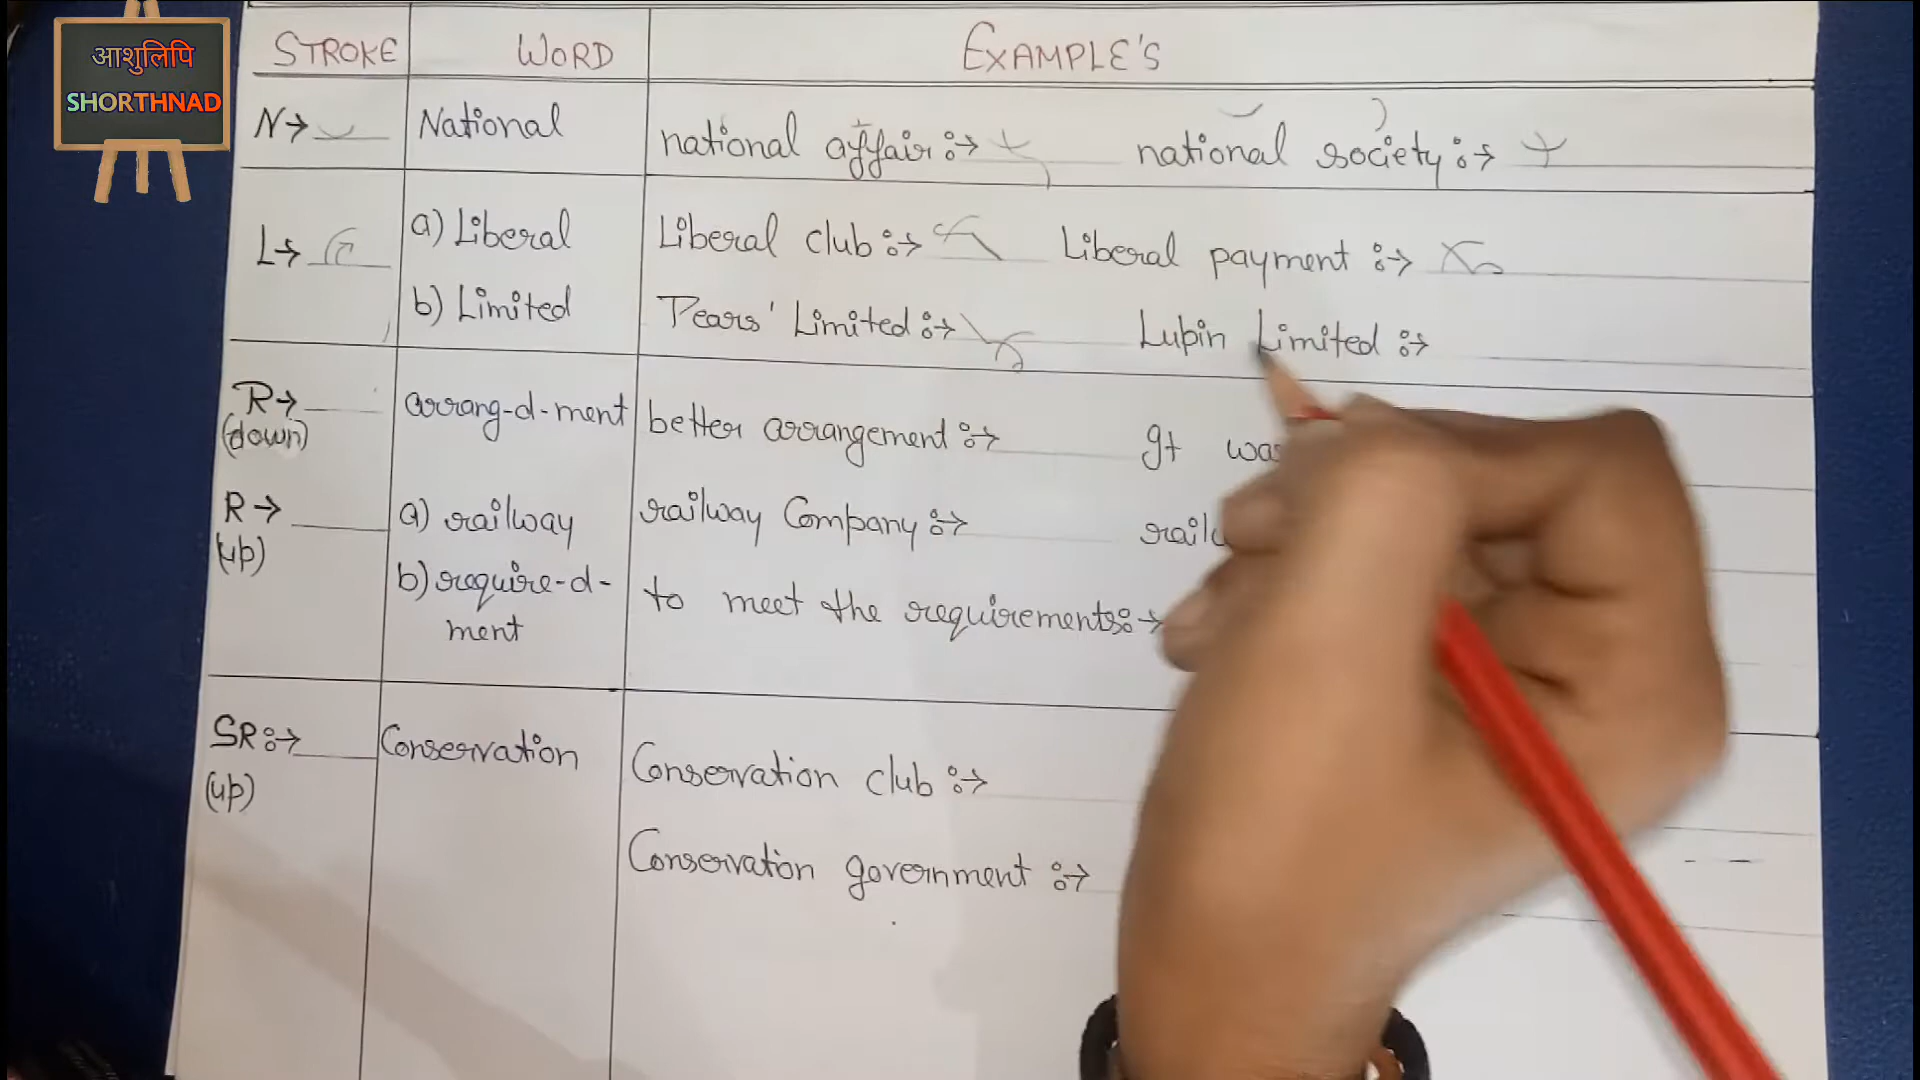 आशुलिपि
SHORTHNAD
STROKE WORD EXAMPLE'S
N→ National national affair :→ national society :→
L→ a) Liberal Liberal club :→ Liberal payment :→
b) Limited Pears' Limited :→ Lupin Limited :→
R→ (down) arrang-d-ment better arrangement :→ It was
R→ (up) a) railway railway Company :→
b) require-d-
ment to meet the requirements :→
SR :→ (up) Conservation Conservation club :→
Conservation government :→